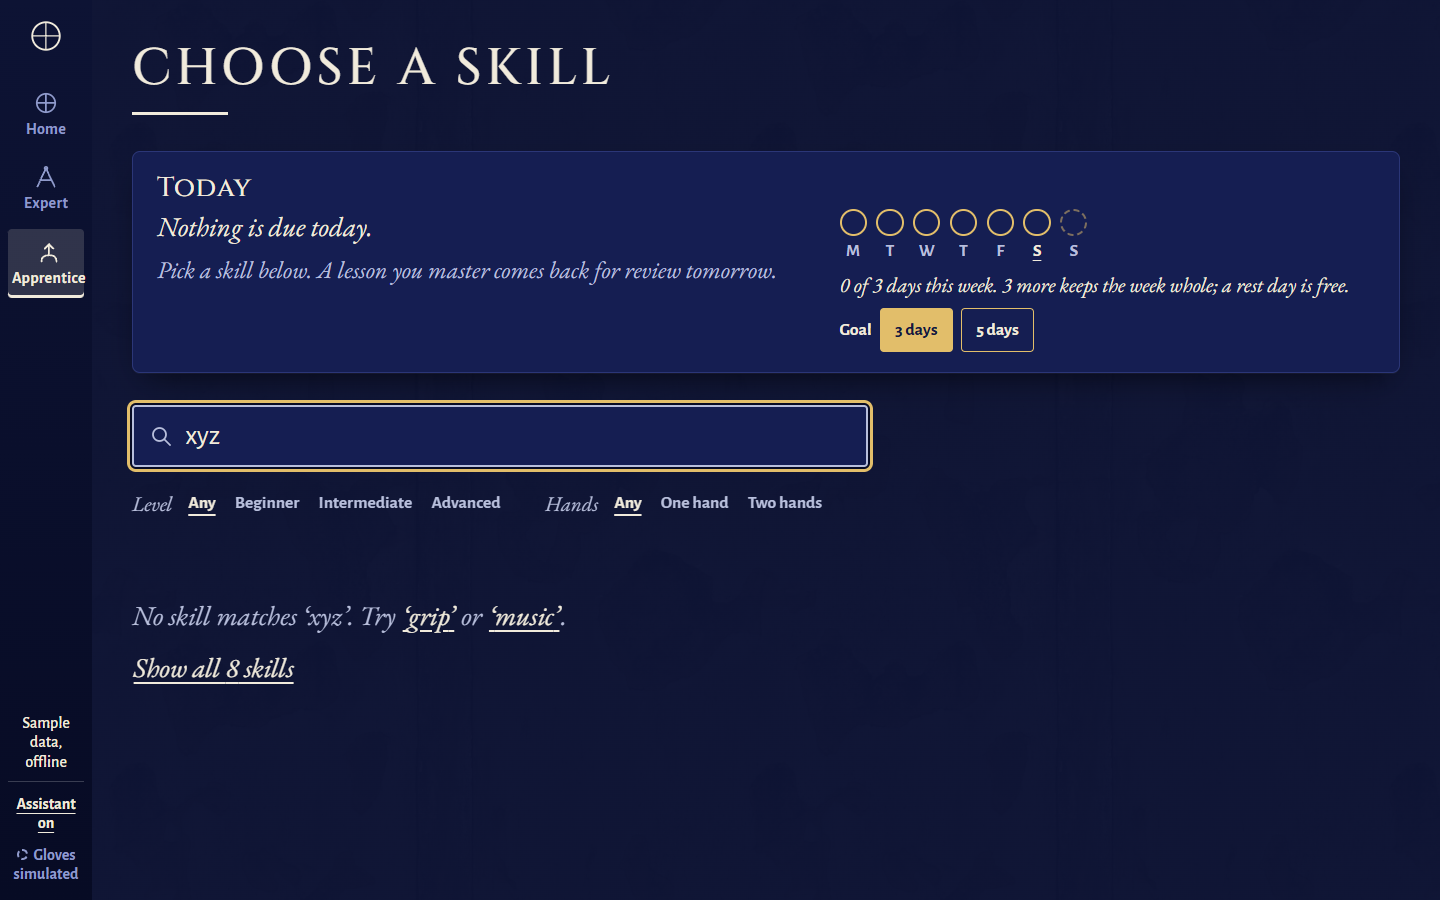 Home
Expert
Apprentice
Sample
data,
offline
Assistant
on
Gloves
simulated
CHOOSE A SKILL
TODAY
Nothing is due today.
Pick a skill below. A lesson you master comes back for review tomorrow.
M T W T F S S
0 of 3 days this week. 3 more keeps the week whole; a rest day is free.
Goal 3 days 5 days
xyz
Level Any Beginner Intermediate Advanced Hands Any One hand Two hands
No skill matches ‘xyz’. Try ‘grip’ or ‘music’.
Show all 8 skills